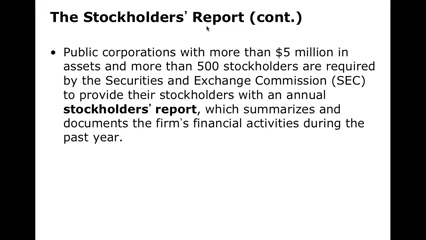 The Stockholders' Report (cont.)
• Public corporations with more than $5 million in
assets and more than 500 stockholders are required
by the Securities and Exchange Commission (SEC)
to provide their stockholders with an annual
stockholders' report, which summarizes and
documents the firm's financial activities during the
past year.